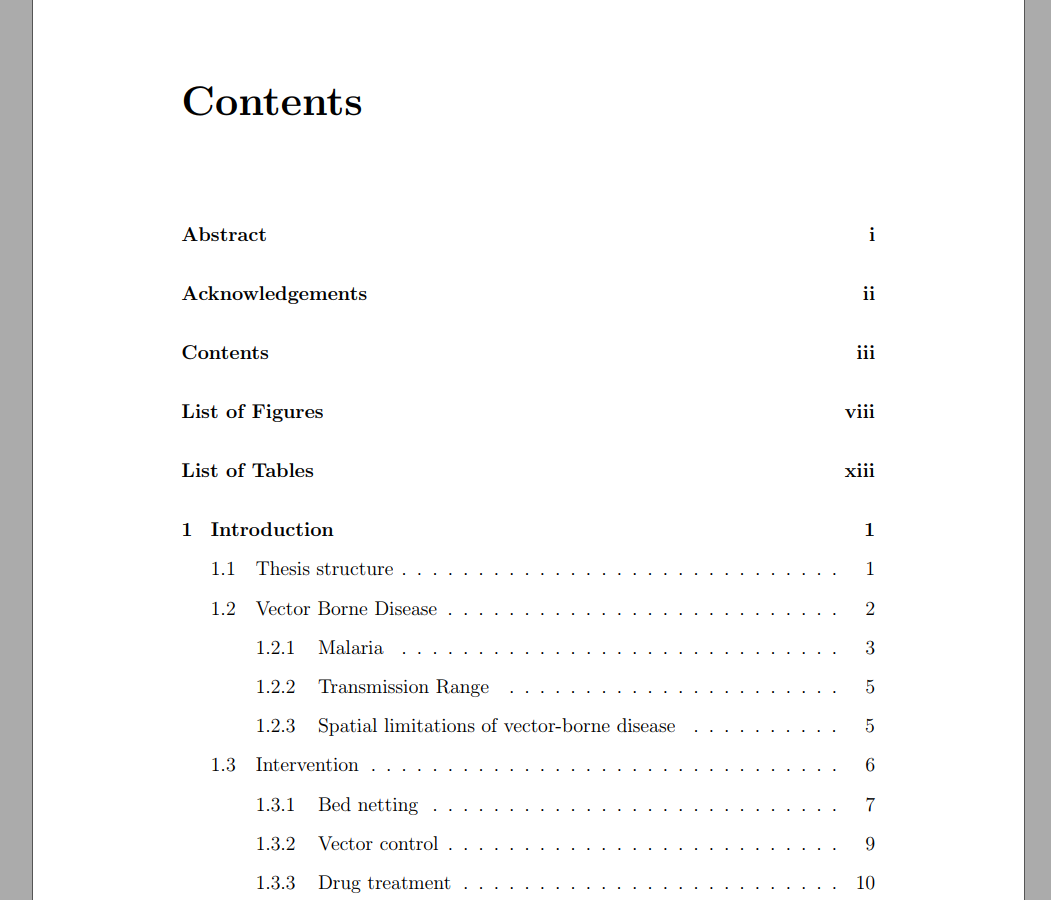 Contents
Abstract i
Acknowledgements ii
Contents iii
List of Figures viii
List of Tables xiii
1 Introduction 1
1.1 Thesis structure . . . . . . . . . . . . . . . . . . . . . . . . . . . . . 1
1.2 Vector Borne Disease . . . . . . . . . . . . . . . . . . . . . . . . . . 2
1.2.1 Malaria . . . . . . . . . . . . . . . . . . . . . . . . . . . . . 3
1.2.2 Transmission Range . . . . . . . . . . . . . . . . . . . . . . 5
1.2.3 Spatial limitations of vector-borne disease . . . . . . . . . . 5
1.3 Intervention . . . . . . . . . . . . . . . . . . . . . . . . . . . . . . . 6
1.3.1 Bed netting . . . . . . . . . . . . . . . . . . . . . . . . . . . 7
1.3.2 Vector control . . . . . . . . . . . . . . . . . . . . . . . . . . 9
1.3.3 Drug treatment . . . . . . . . . . . . . . . . . . . . . . . . . 10